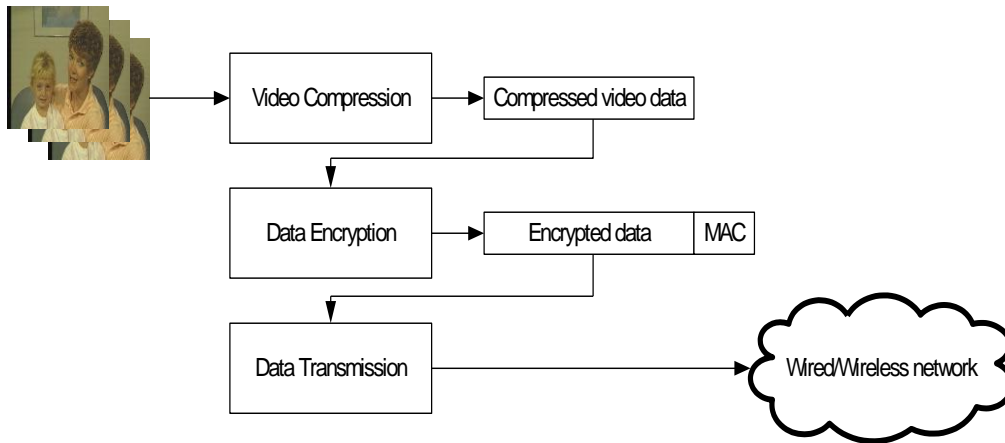 Video Compression
Compressed video data
Data Encryption
Encrypted data
MAC
Data Transmission
Wired/Wireless network